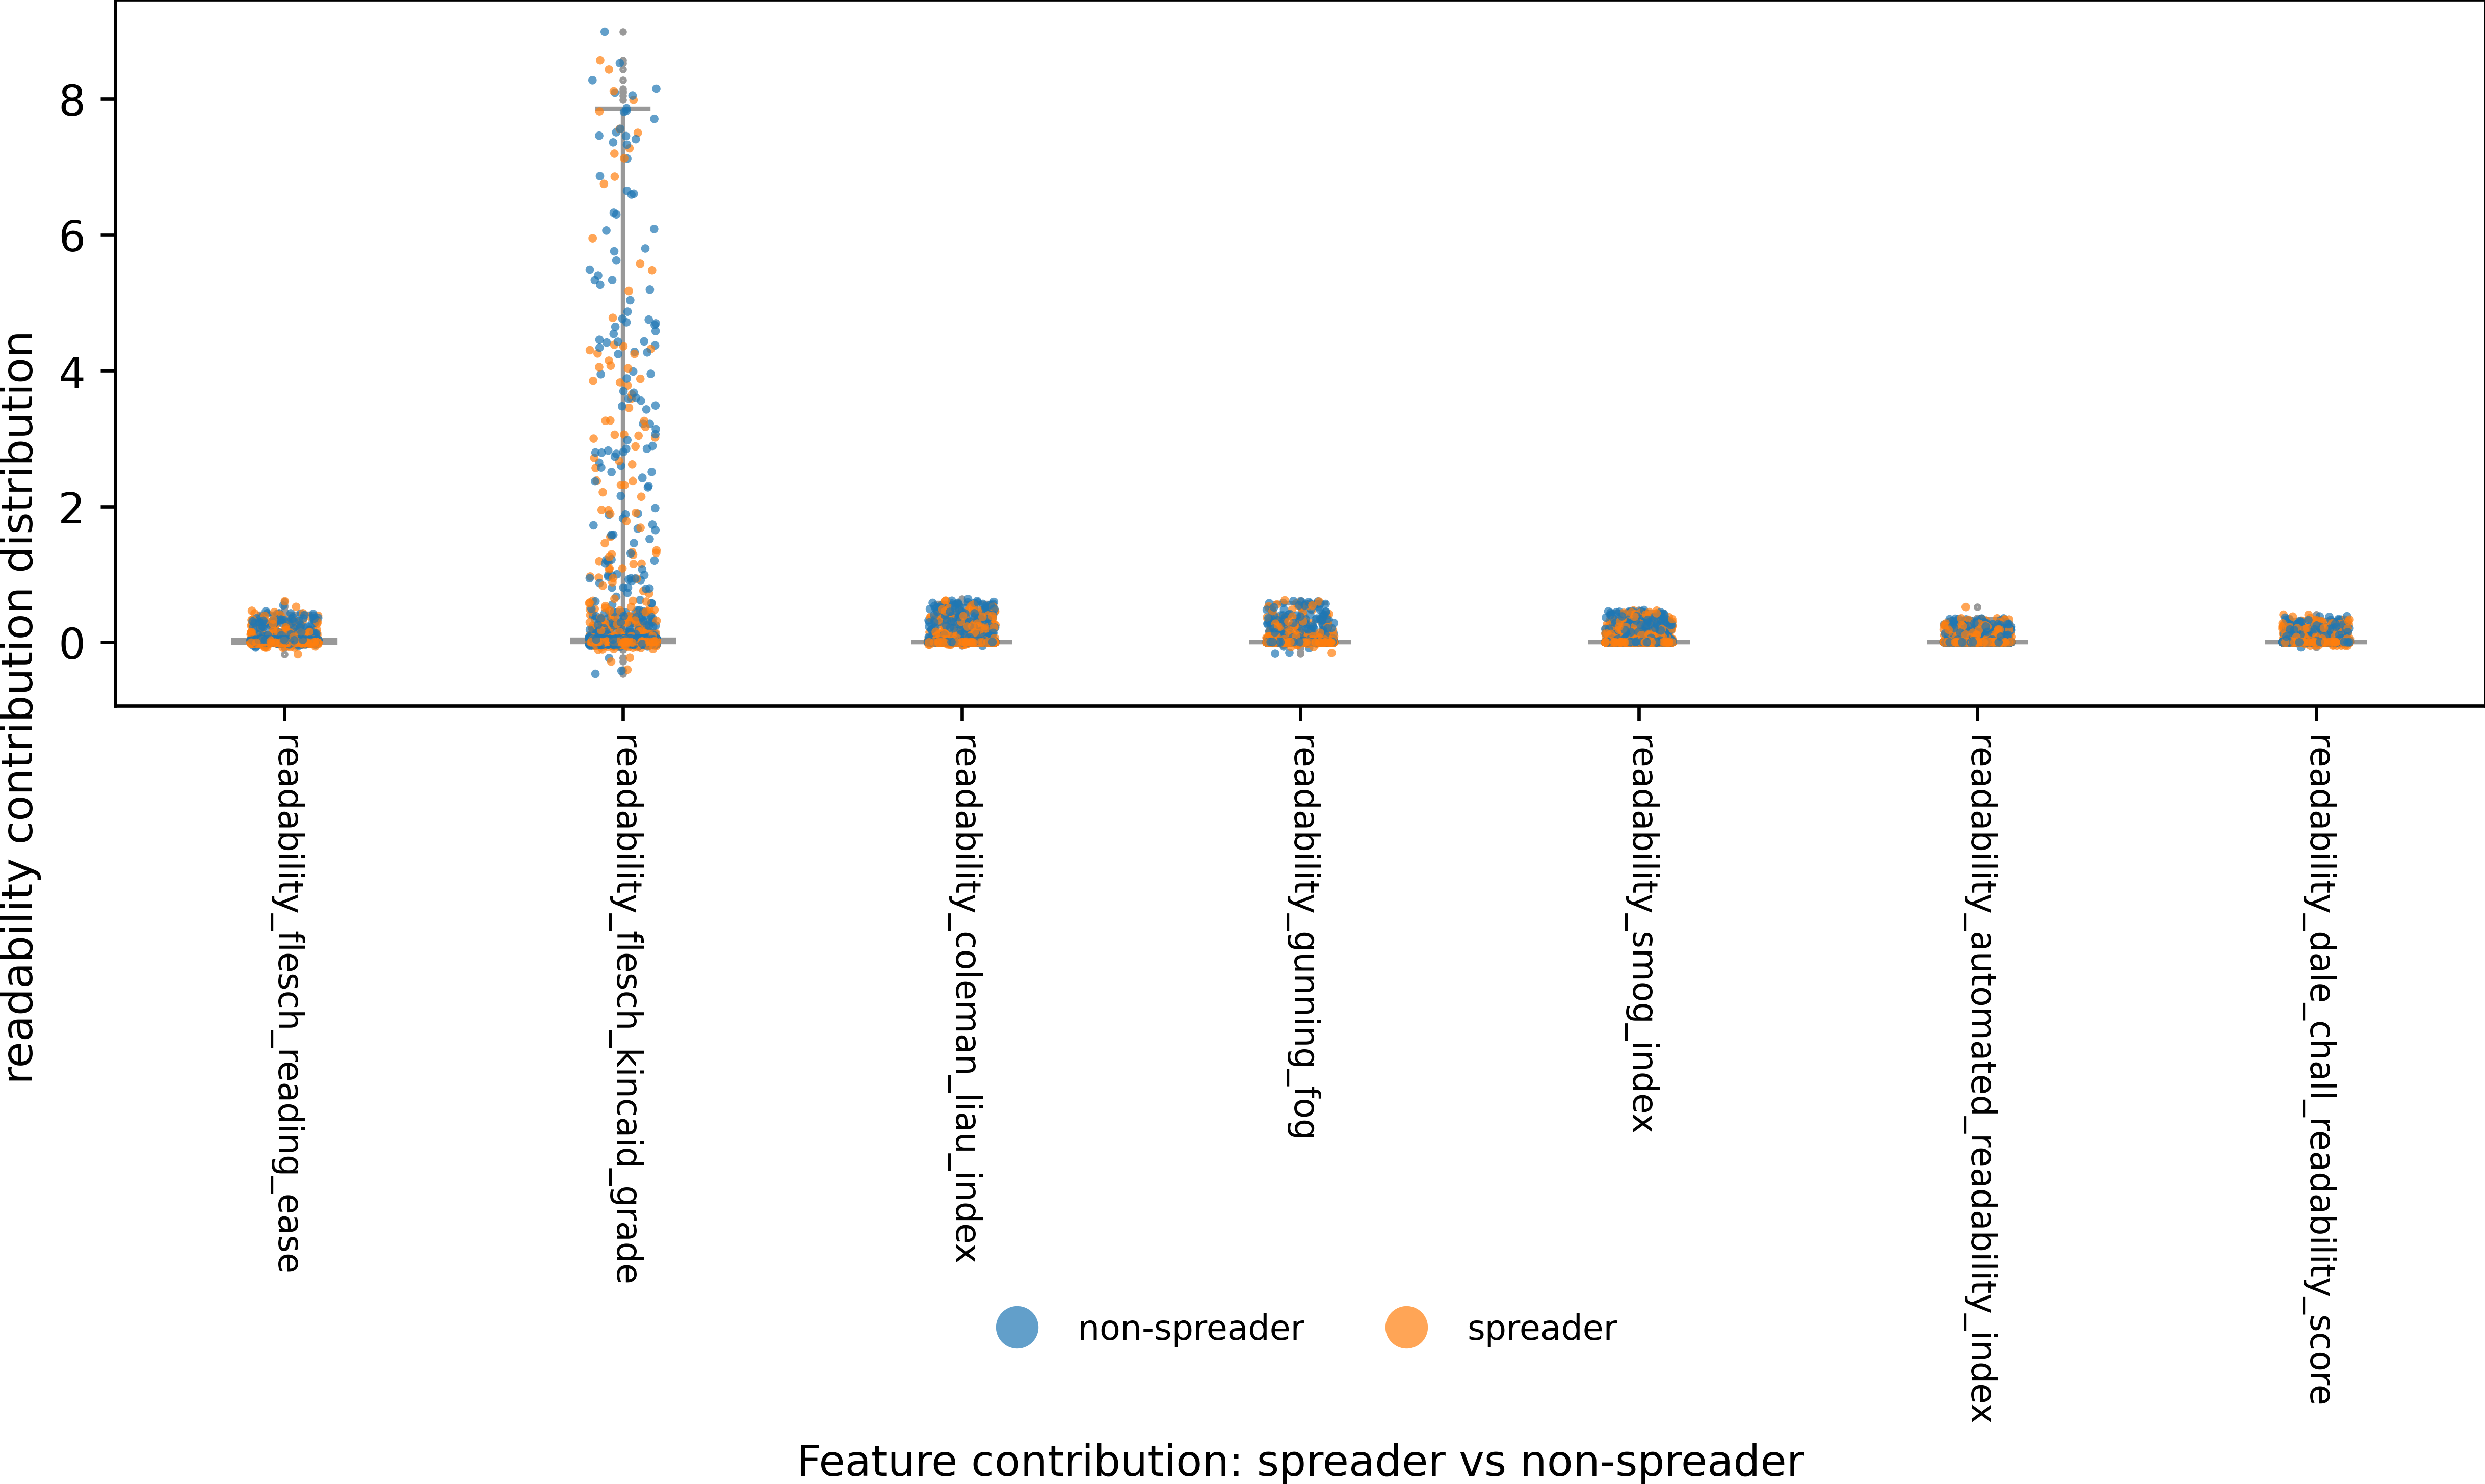 readability contribution distribution
8
6
4
2
0
readability_flesch_reading_ease
readability_flesch_kincaid_grade
readability_coleman_liau_index
readability_gunning_fog
readability_smog_index
readability_automated_readability_index
readability_dale_chall_readability_score
non-spreader
spreader
Feature contribution: spreader vs non-spreader